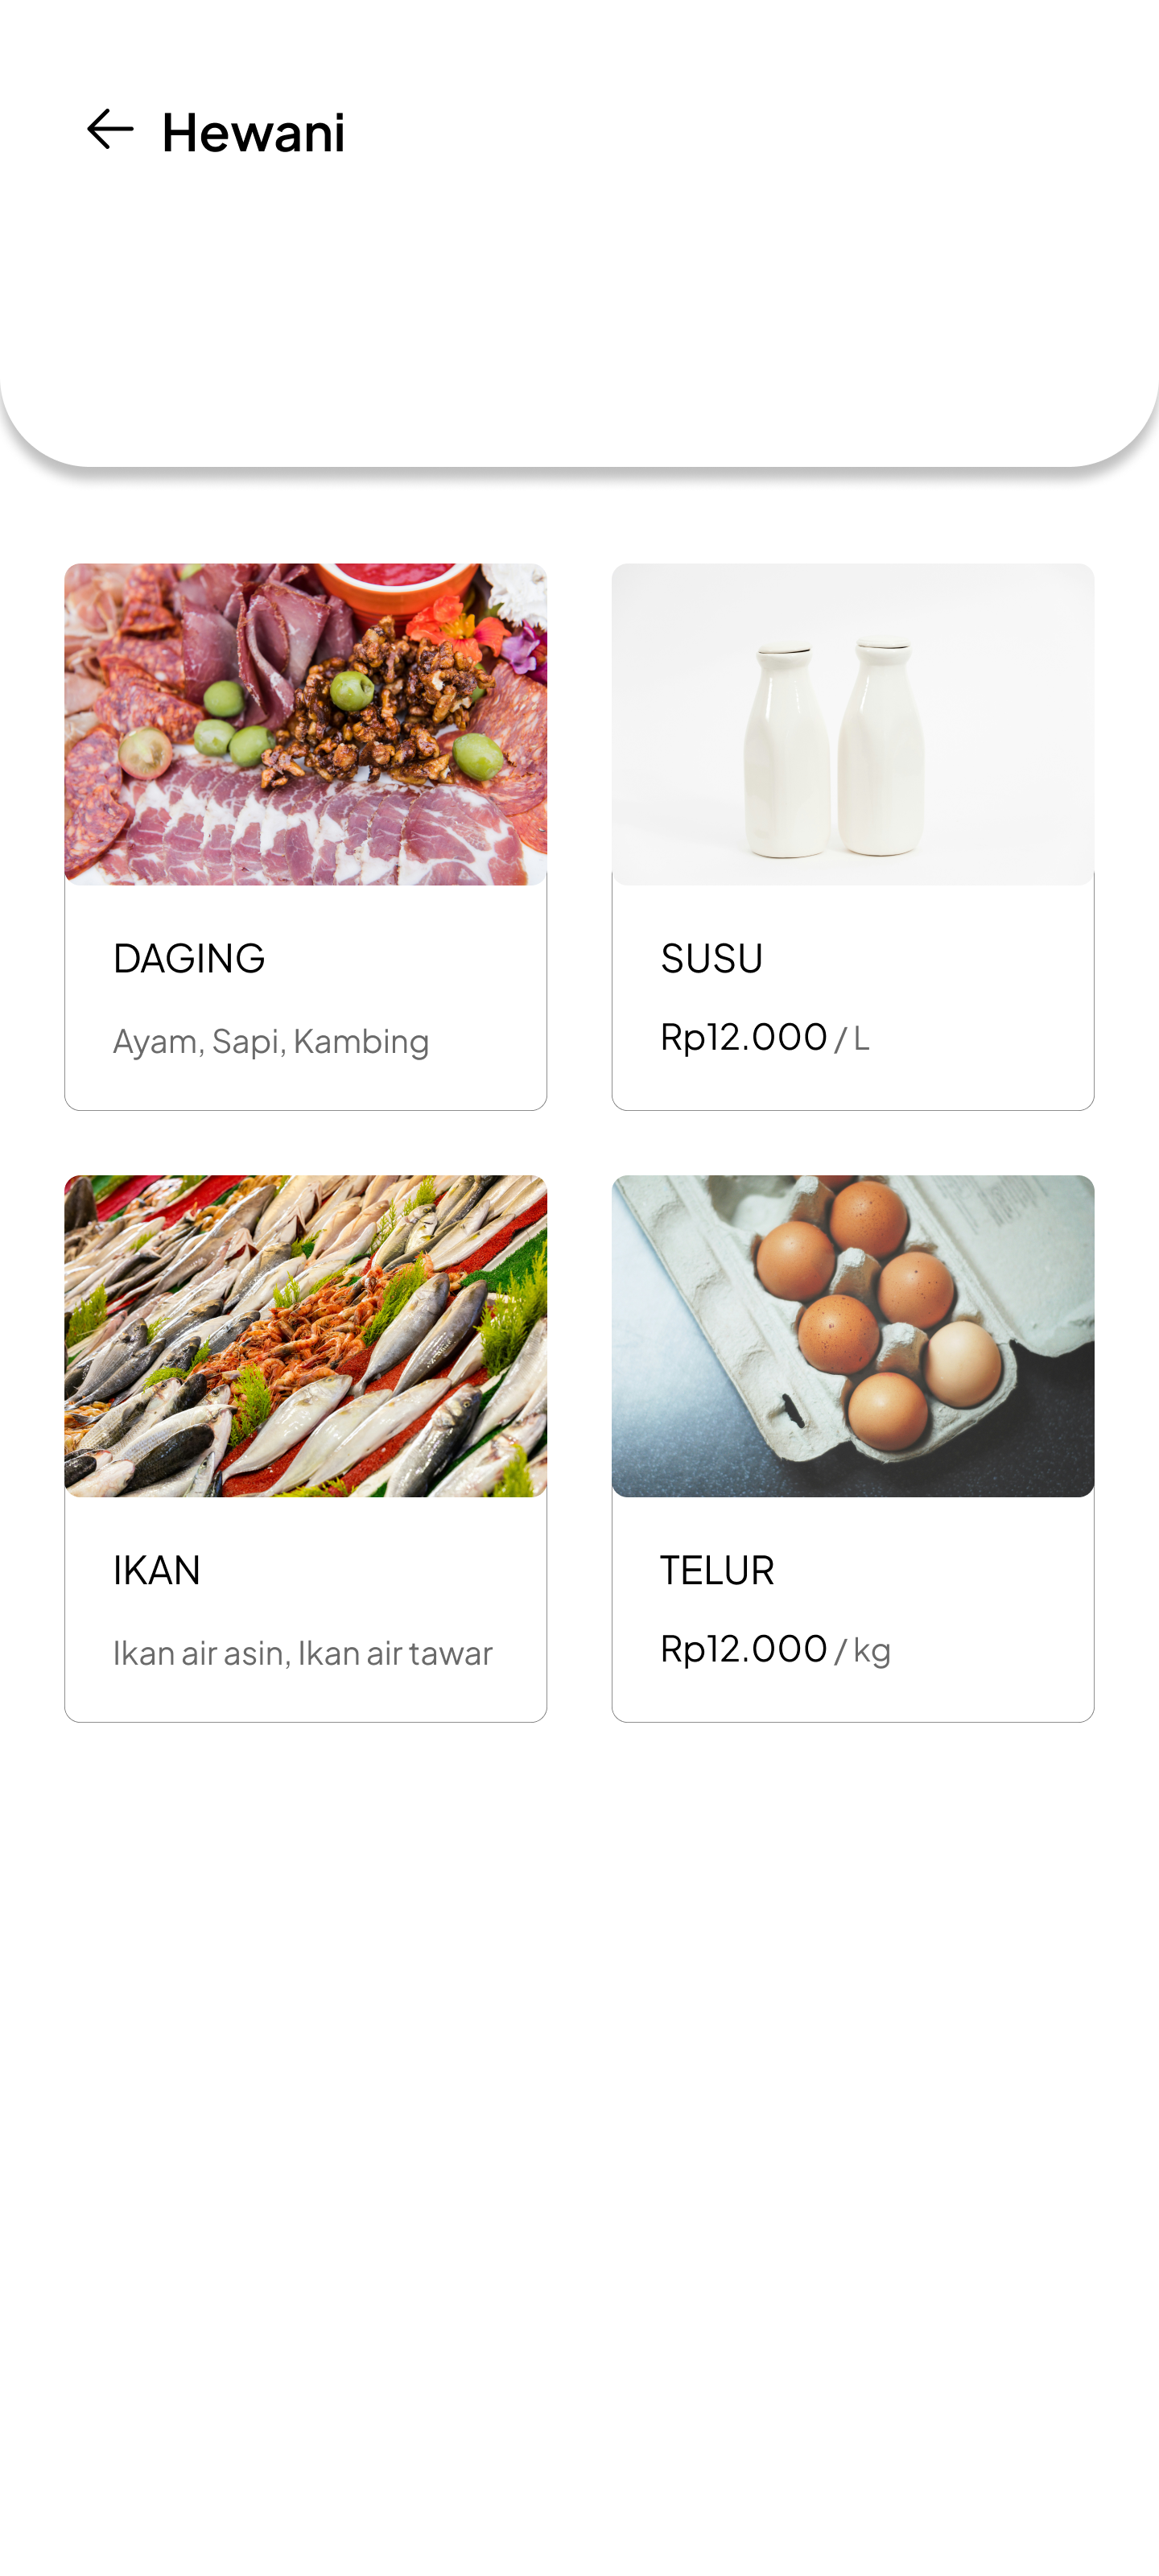 Hewani
DAGING
Ayam, Sapi, Kambing
SUSU
Rp12.000 / L
IKAN
Ikan air asin, Ikan air tawar
TELUR
Rp12.000 / kg